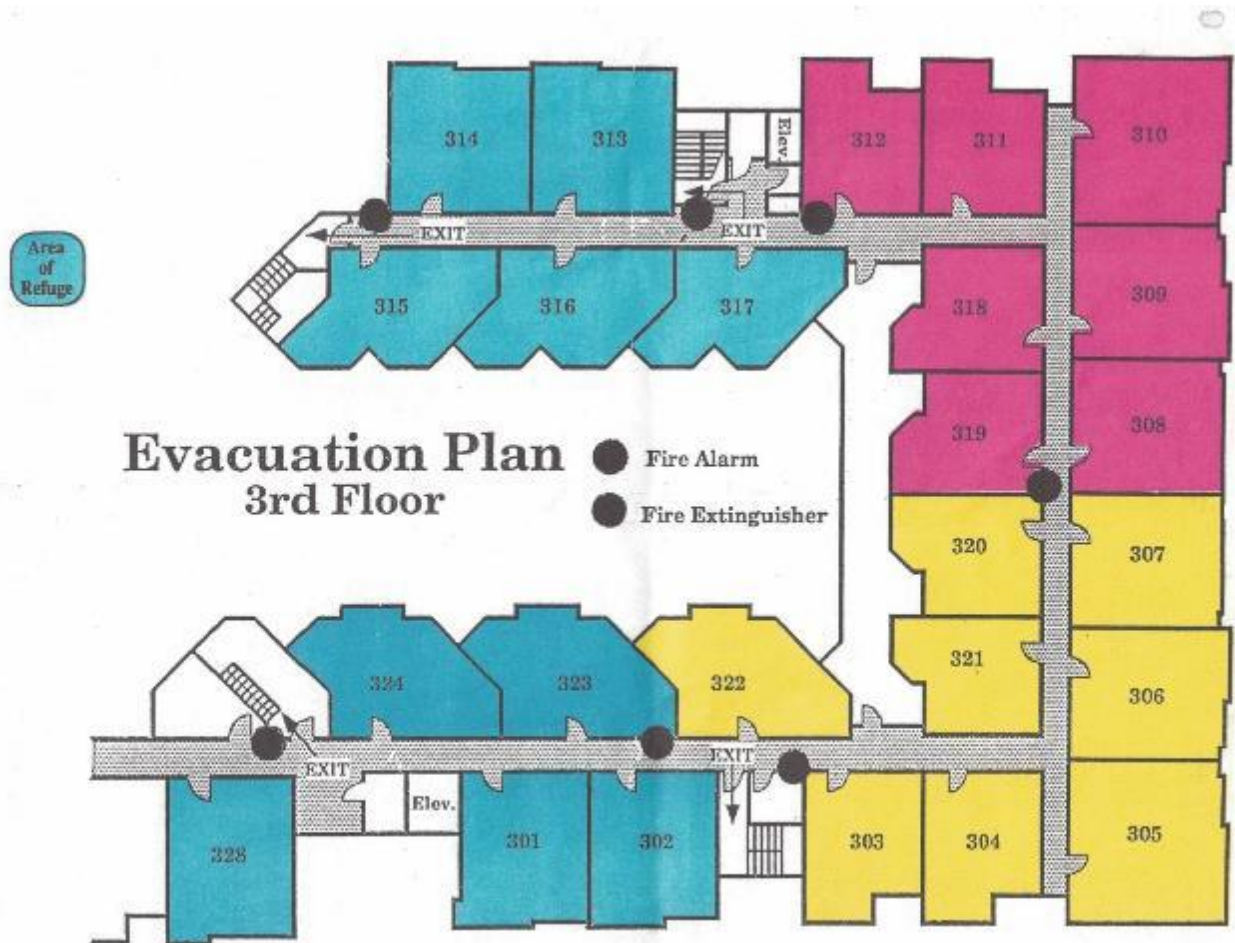 314
313
Elev.
312
311
310
EXIT
EXIT
Area
of
Refuge
315
316
317
318
309
319
308
Evacuation Plan
3rd Floor
Fire Alarm
Fire Extinguisher
320
307
321
306
324
323
322
EXIT
EXIT
328
Elev.
301
302
303
304
305